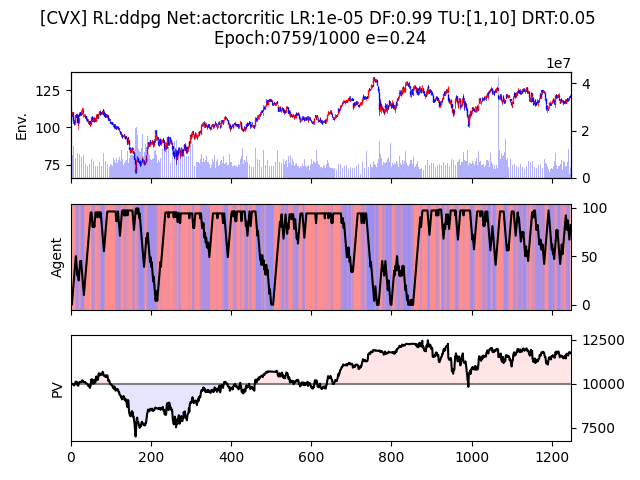 [CVX] RL:ddpg Net:actorcritic LR:1e-05 DF:0.99 TU:[1,10] DRT:0.05
Epoch:0759/1000 e=0.24
1e7
Env.
125
100
75
4
2
0
Agent
100
50
0
PV
12500
10000
7500
0 200 400 600 800 1000 1200